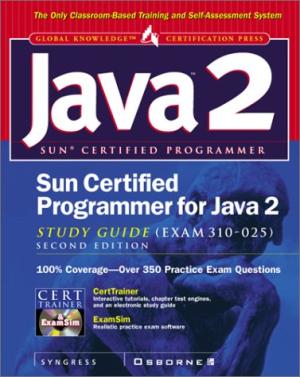 The Only Classroom-Based Training and Self-Assessment System
GLOBAL KNOWLEDGE™ CERTIFICATION PRESS
Java 2
SUN® CERTIFIED PROGRAMMER
Sun Certified
Programmer for Java 2
STUDY GUIDE (EXAM 310-025)
SECOND EDITION
100% Coverage—Over 350 Practice Exam Questions
CERT
TRAINER
& ExamSim
CertTrainer
Interactive tutorials, chapter test engines,
and an electronic study guide
ExamSim
Realistic practice exam software
SYNGRESS
OSBORNE